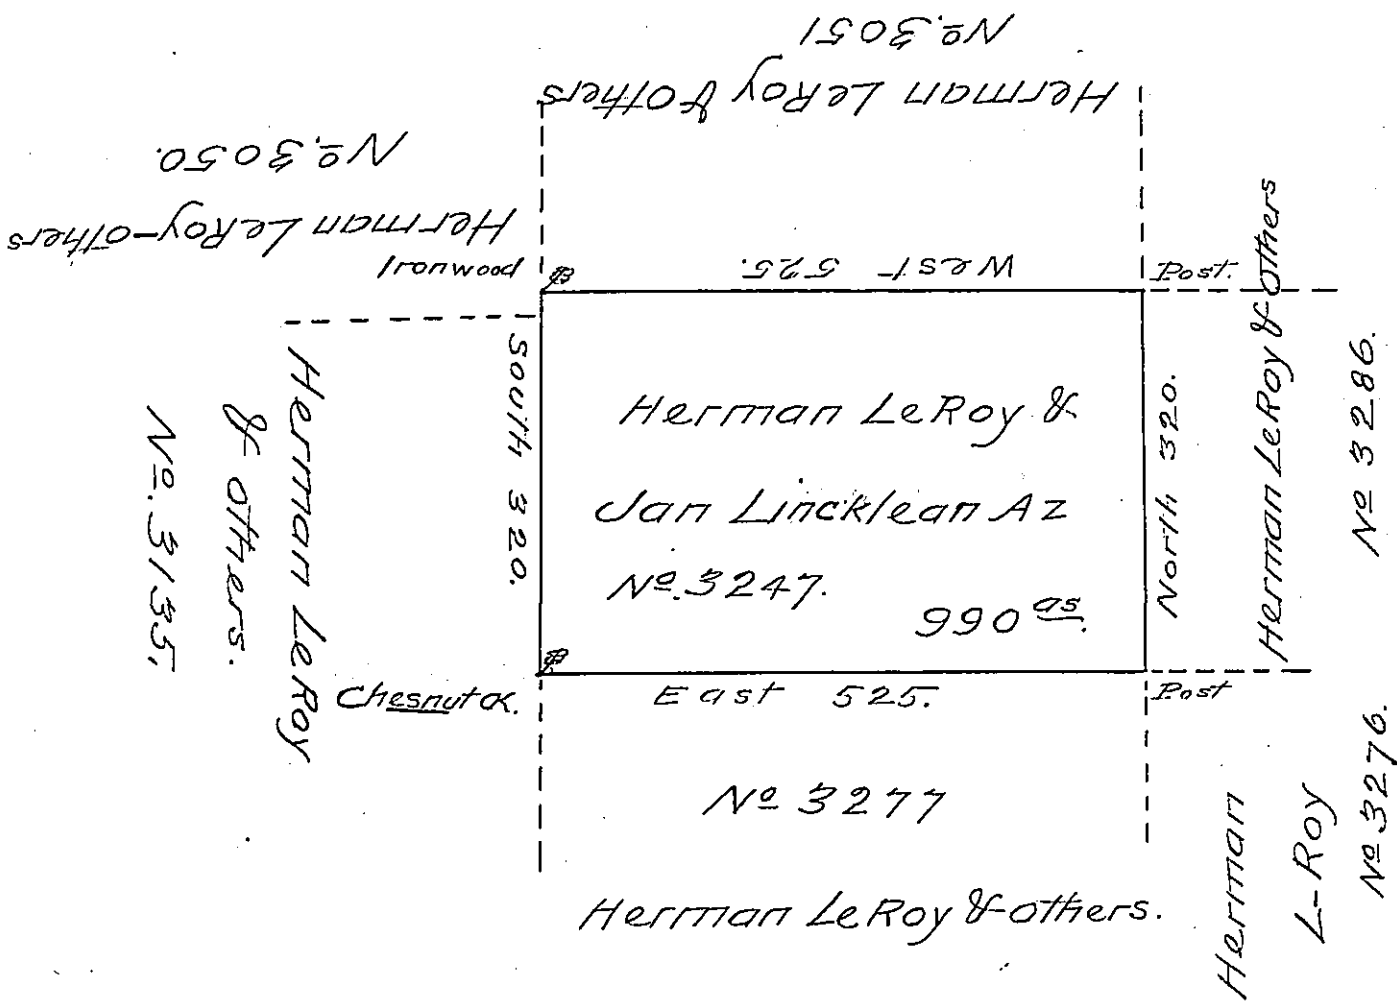 Nº.3051
Herman LeRoy & others
Nº.3050.
Herman LeRoy-others
Ironwood
West 525.
Post.
South 320.
Herman LeRoy
& others.
Nº.3135.
Herman LeRoy &
Jan Lincklean Az
Nº.3247.
990 as.
North 320.
Herman LeRoy & others
Nº 3286.
Chesnut ok.
East 525.
Post
Nº 3277
Herman LeRoy & others.
Herman
L-Roy
Nº 3276.